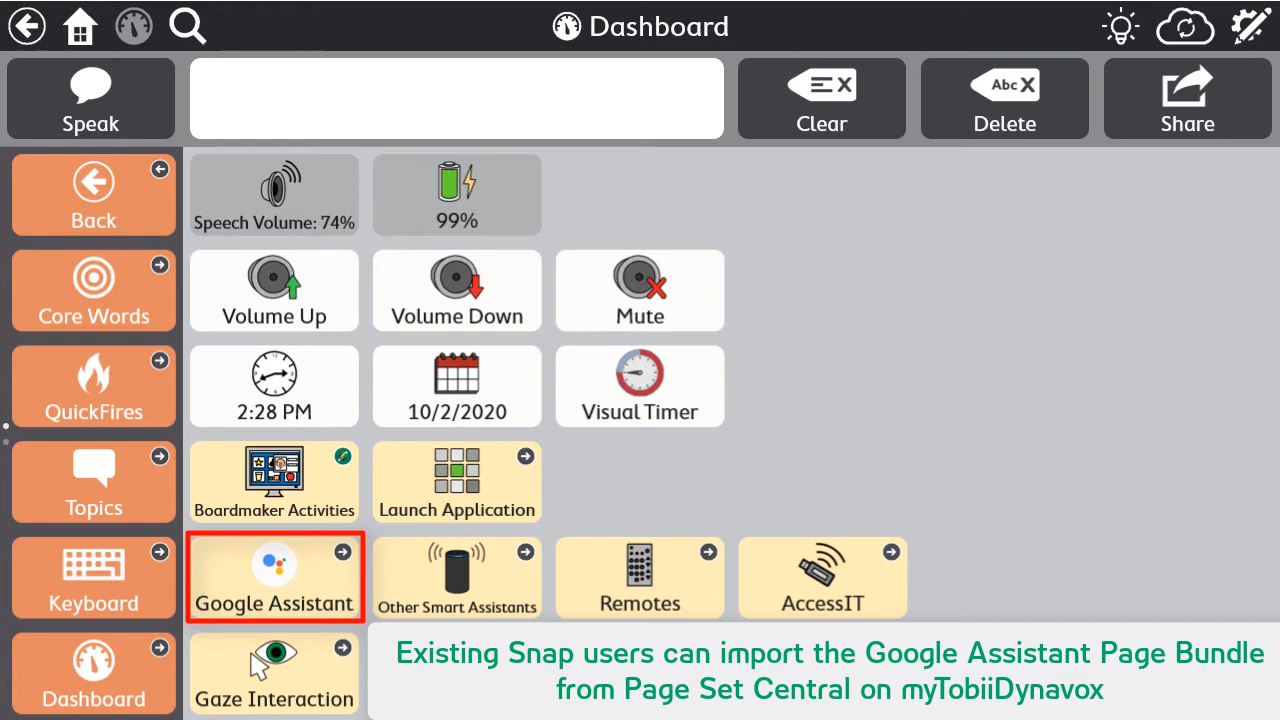 Dashboard
Speak
Clear
Abc X
Delete
Share
Back
Speech Volume: 74%
99%
Core Words
Volume Up
Volume Down
Mute
QuickFires
2:28 PM
10/2/2020
Visual Timer
Topics
Boardmaker Activities
Launch Application
Keyboard
Google Assistant
Other Smart Assistants
Remotes
AccessIT
Dashboard
Gaze Interaction
Existing Snap users can import the Google Assistant Page Bundle
from Page Set Central on myTobiiDynavox